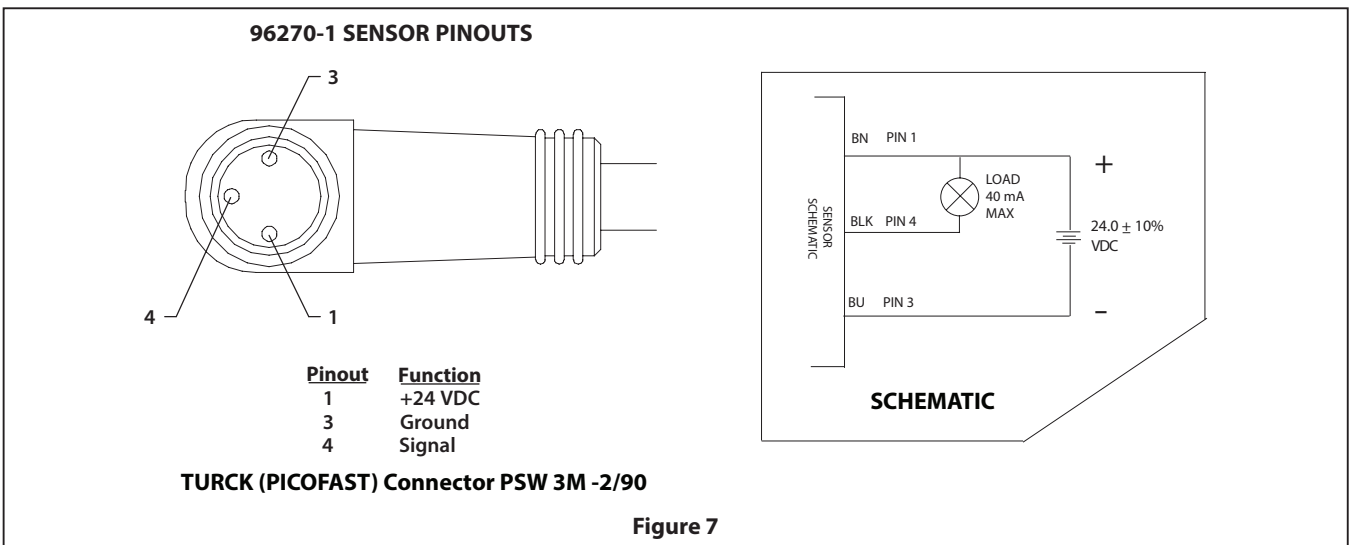 96270-1 SENSOR PINOUTS
3
4
1
Pinout Function
1 +24 VDC
3 Ground
4 Signal
TURCK (PICOFAST) Connector PSW 3M -2/90
SENSOR
SCHEMATIC
BN PIN 1
LOAD
40 mA
MAX
BLK PIN 4
BU PIN 3
+
24.0 ± 10%
VDC
–
SCHEMATIC
Figure 7